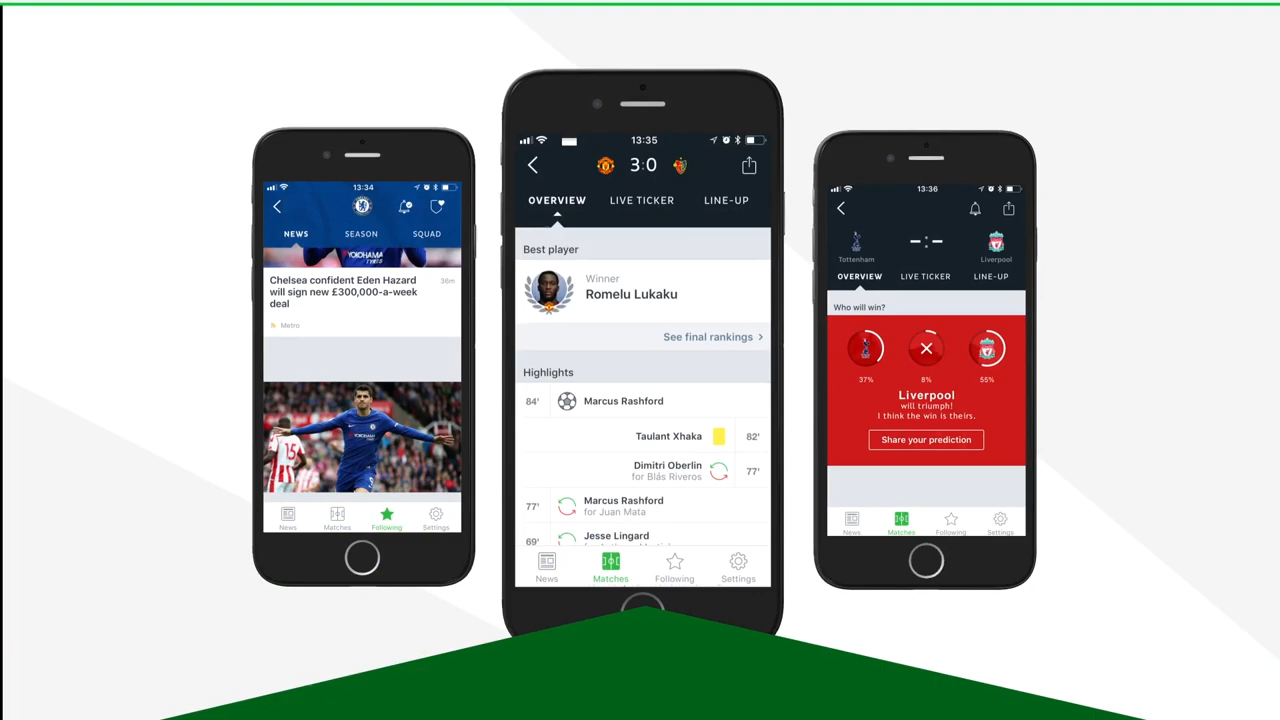 13:34
NEWS
SEASON
SQUAD
YOKOHAMA
TYRES
Chelsea confident Eden Hazard
will sign new £300,000-a-week
deal
36m
Metro
15
YOKOHAMA
News
Matches
Following
Settings
13:35
3:0
OVERVIEW
LIVE TICKER
LINE-UP
Best player
Winner
Romelu Lukaku
See final rankings >
Highlights
84' Marcus Rashford
Taulant Xhaka 82'
Dimitri Oberlin
for Blás Riveros
77'
77'
Marcus Rashford
for Juan Mata
69' Jesse Lingard
News
Matches
Following
Settings
13:36
-:-
Tottenham
Liverpool
OVERVIEW
LIVE TICKER
LINE-UP
Who will win?
37%
8%
55%
Liverpool
will triumph!
I think the win is theirs.
Share your prediction
News
Matches
Following
Settings